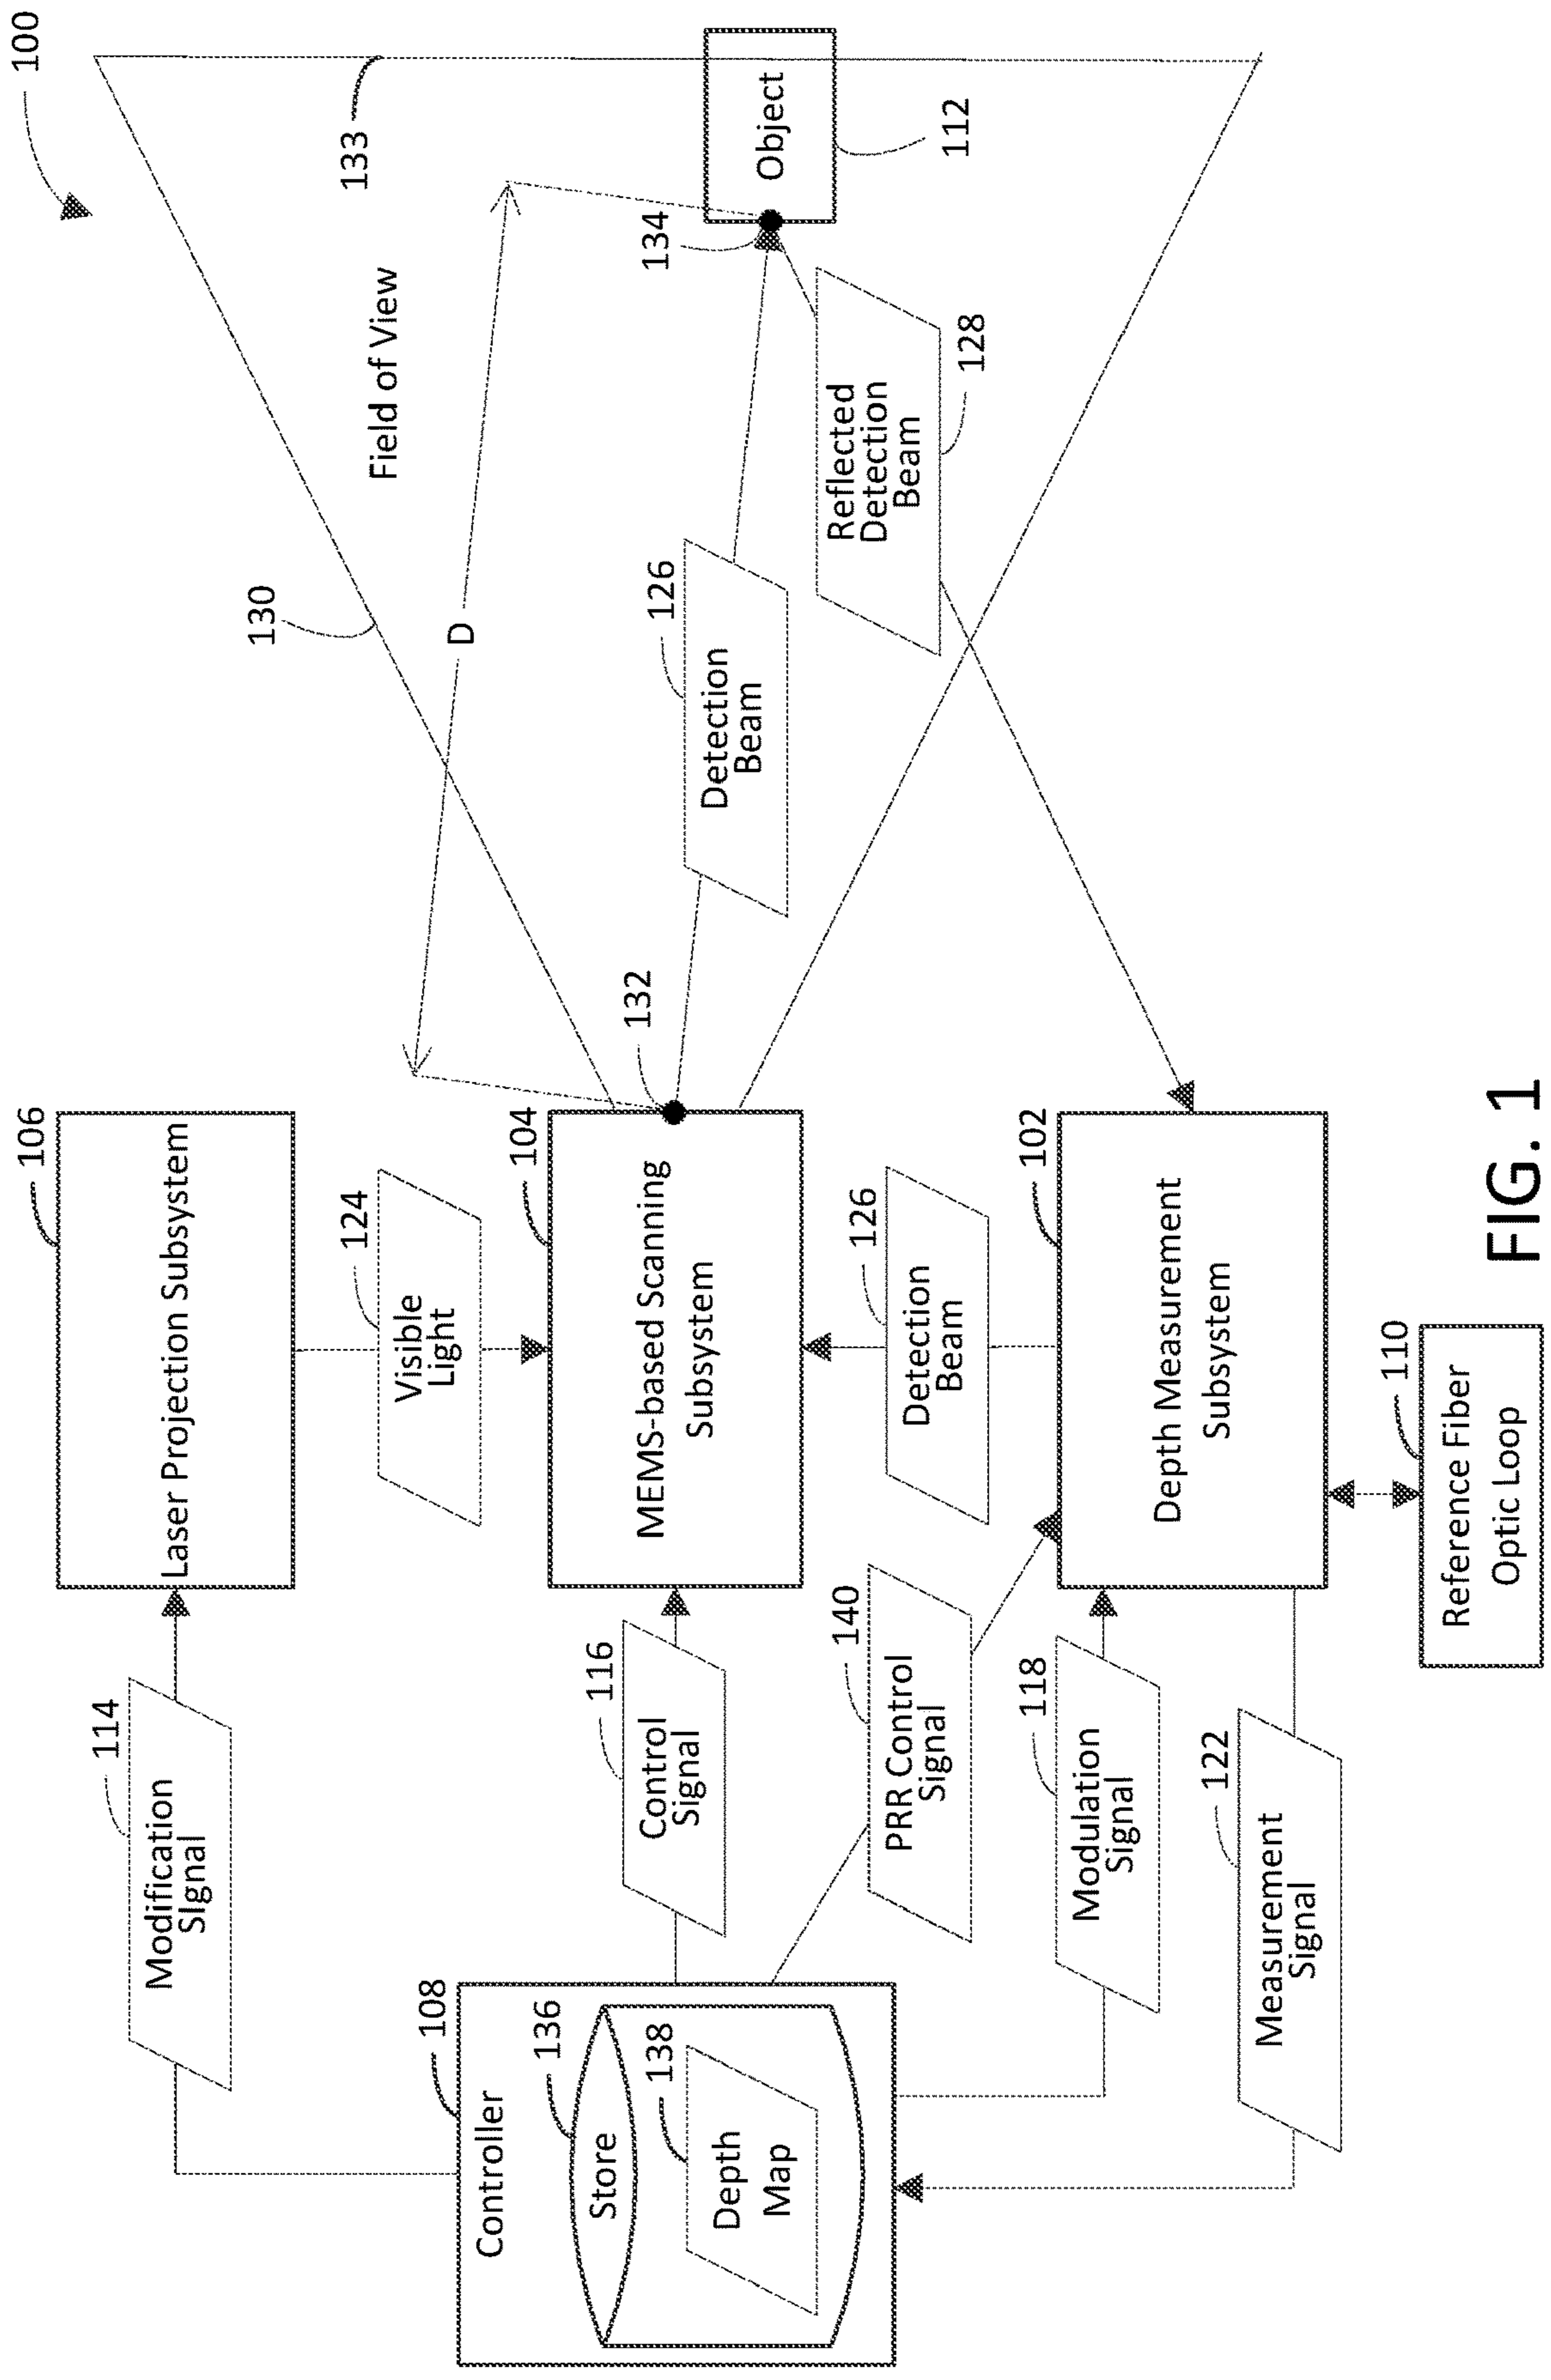 100
106
Laser Projection Subsystem
114
Modification
SIgnal
124
Visible
Light
130
Field of View
133
D
108
Controller
136
Store
138
Depth
Map
116
Control
Signal
104
MEMS-based Scanning
Subsystem
132
126
Detection
Beam
134
Object
112
140
PRR Control
Signal
126
Detection
Beam
Reflected
Detection
Beam
128
118
Modulation
Signal
102
Depth Measurement
Subsystem
122
Measurement
Signal
110
Reference Fiber
Optic Loop
FIG. 1